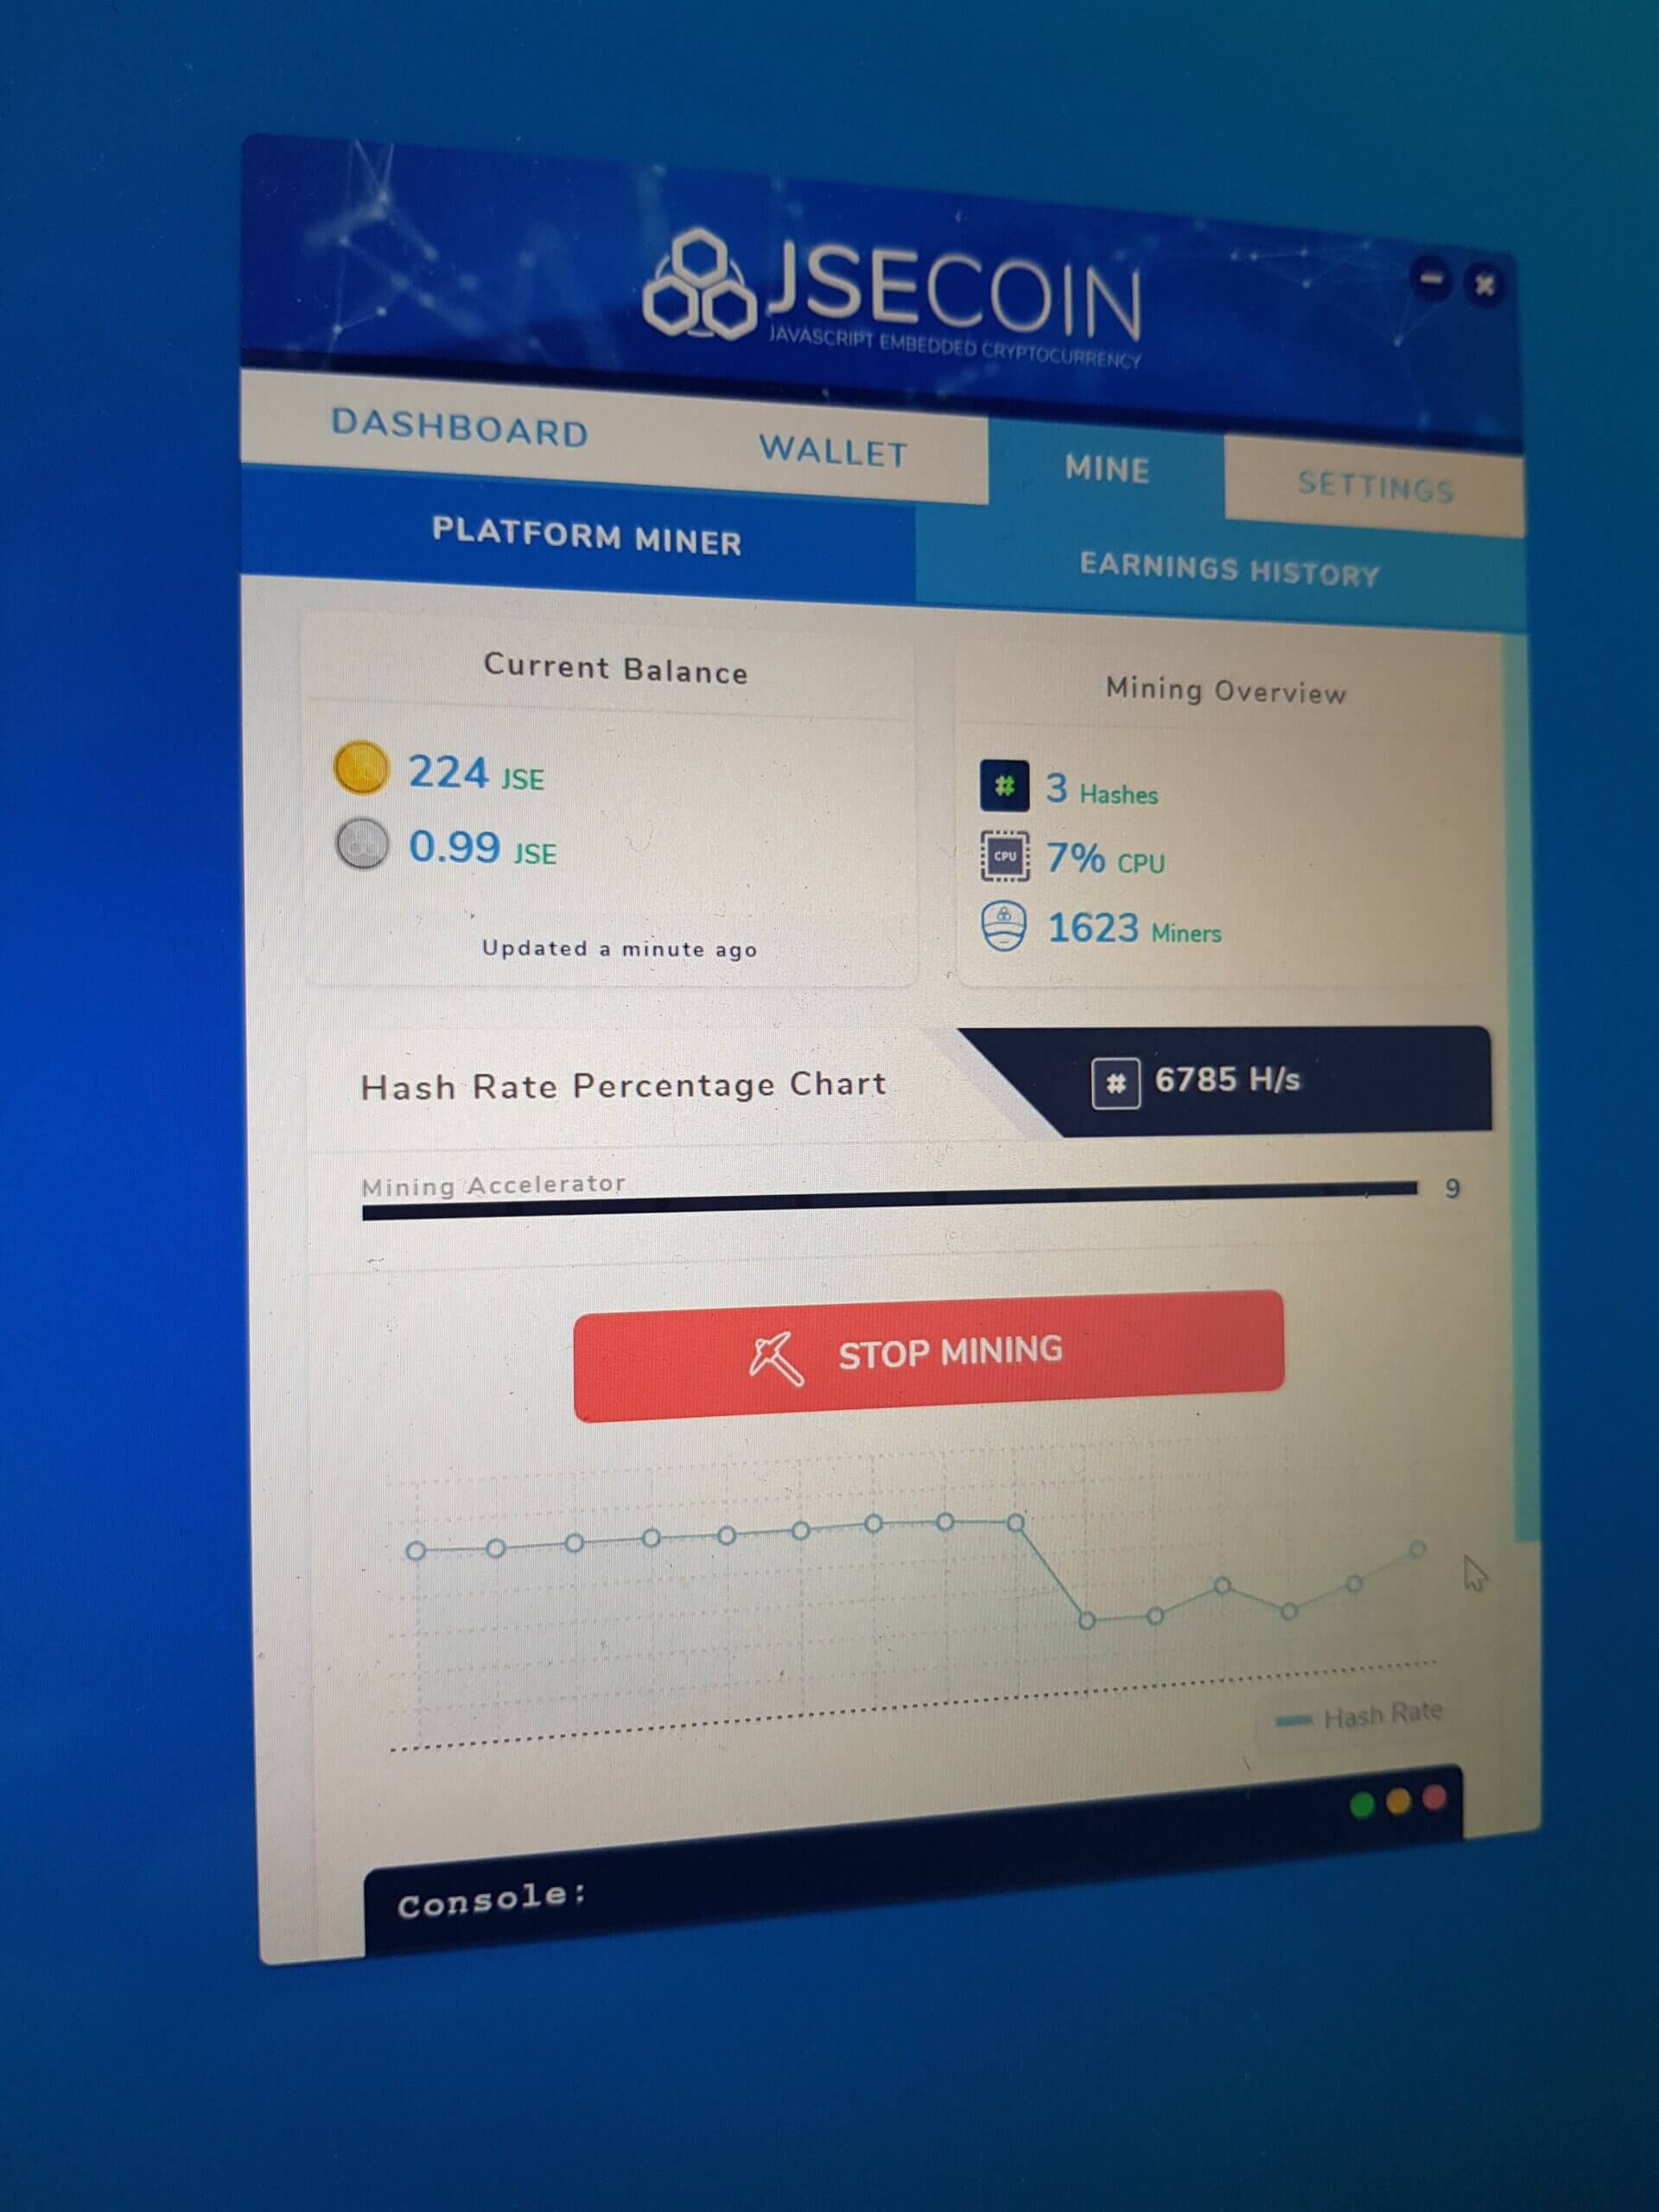 JSECOIN
JAVASCRIPT EMBEDDED CRYPTOCURRENCY
DASHBOARD
WALLET
MINE
SETTINGS
PLATFORM MINER
EARNINGS HISTORY
Current Balance
224 JSE
0.99 JSE
Updated a minute ago
Mining Overview
# 3 Hashes
CPU 7% CPU
1623 Miners
Hash Rate Percentage Chart
# 6785 H/s
Mining Accelerator
9
STOP MINING
Hash Rate
Console: